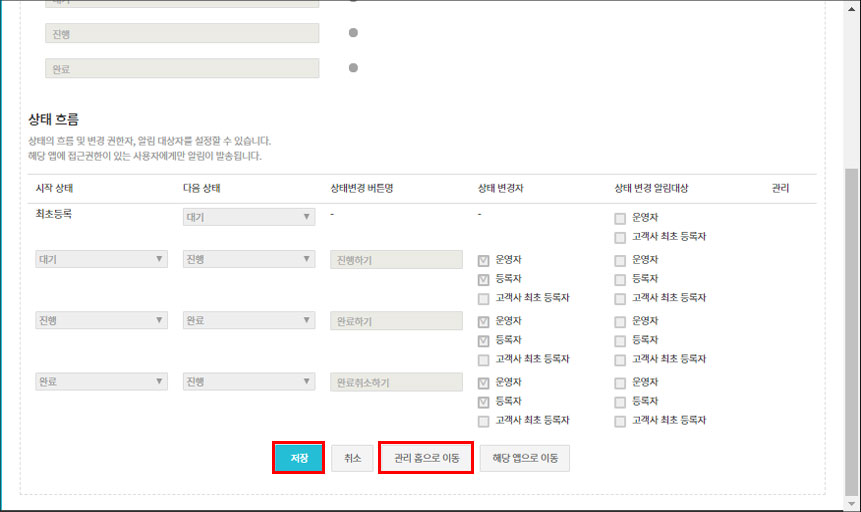 대기
진행
완료
상태 흐름
상태의 흐름 및 변경 권한자, 알림 대상자를 설정할 수 있습니다.
해당 앱에 접근권한이 있는 사용자에게만 알림이 발송됩니다.
시작 상태 다음 상태 상태변경 버튼명 상태 변경자 상태 변경 알림대상 관리
최초등록 대기 - - 운영자
고객사 최초 등록자
대기 진행 진행하기 운영자 운영자
등록자 등록자
고객사 최초 등록자 고객사 최초 등록자
진행 완료 완료하기 운영자 운영자
등록자 등록자
고객사 최초 등록자 고객사 최초 등록자
완료 진행 완료취소하기 운영자 운영자
등록자 등록자
고객사 최초 등록자 고객사 최초 등록자
저장 취소 관리 홈으로 이동 해당 앱으로 이동